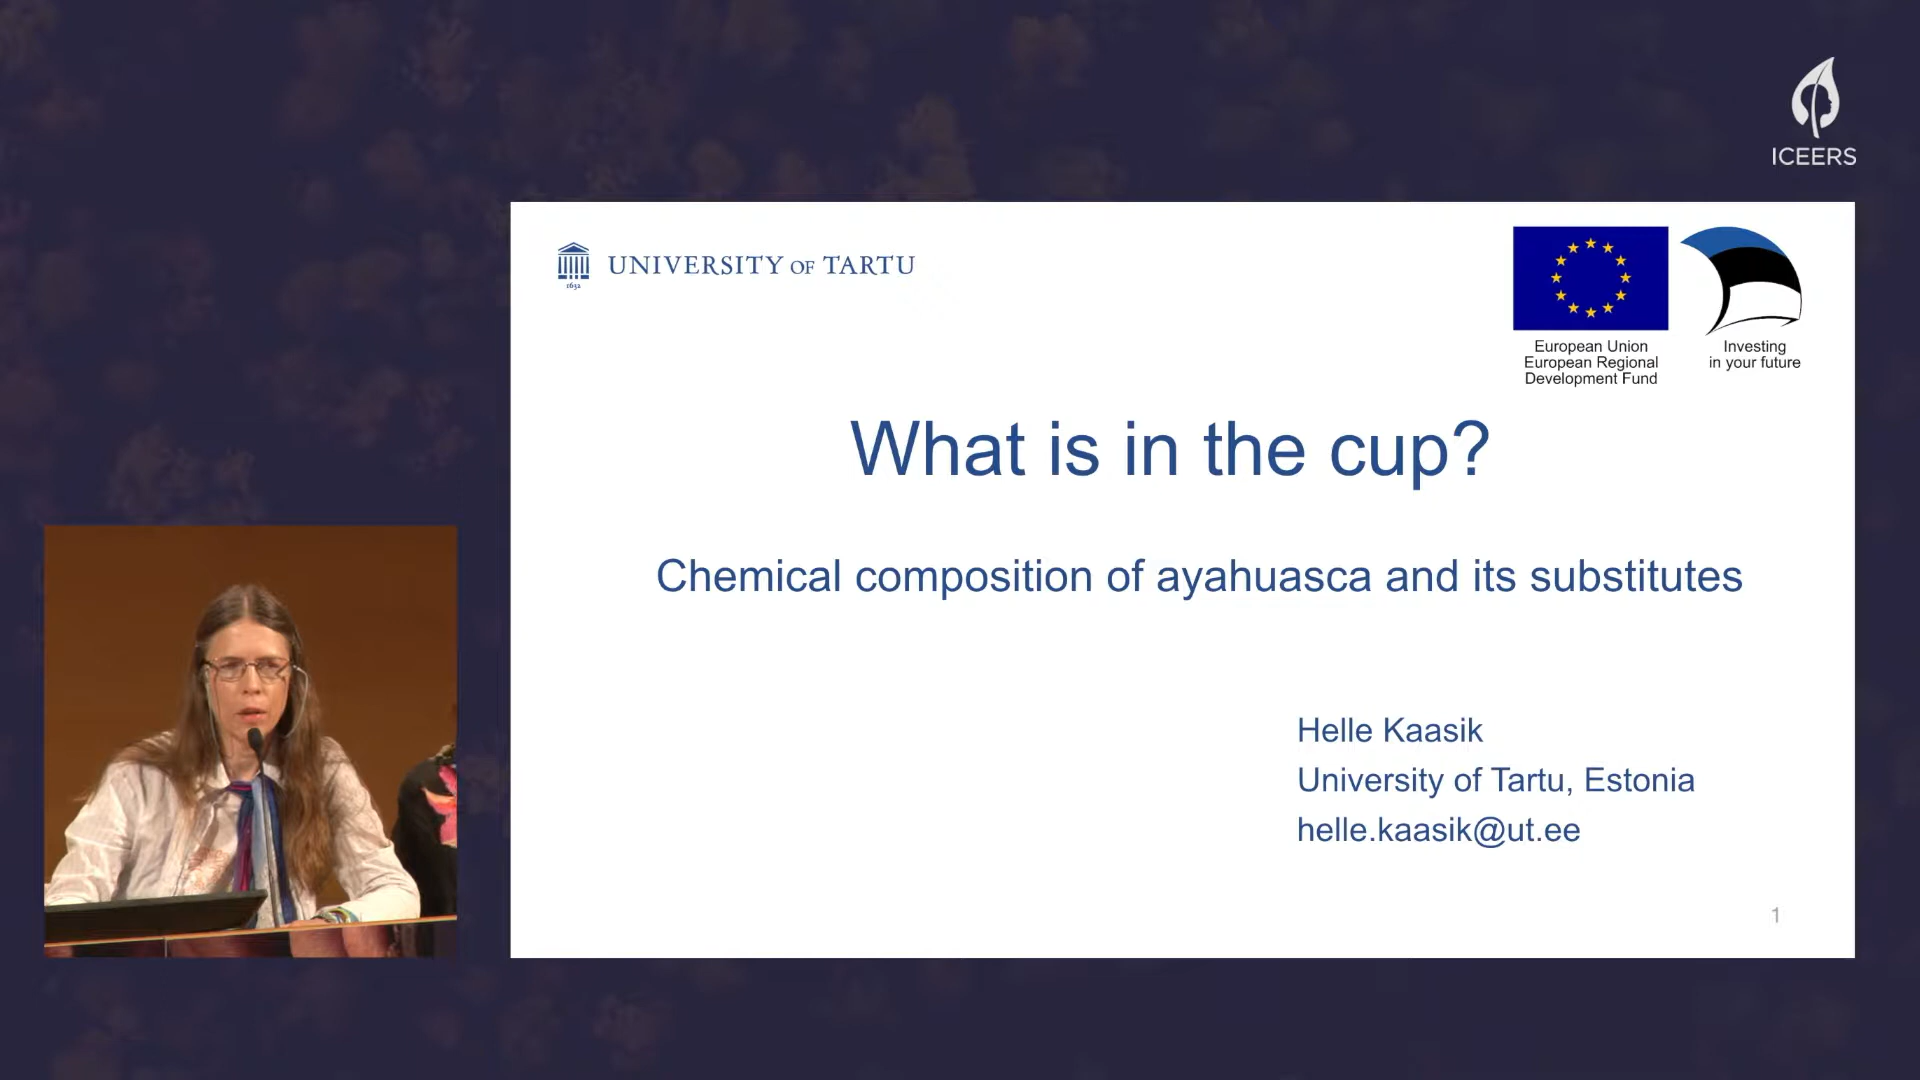 ICEERS
UNIVERSITY OF TARTU
1632
European Union
European Regional
Development Fund
Investing
in your future
What is in the cup?
Chemical composition of ayahuasca and its substitutes
Helle Kaasik
University of Tartu, Estonia
helle.kaasik@ut.ee
1